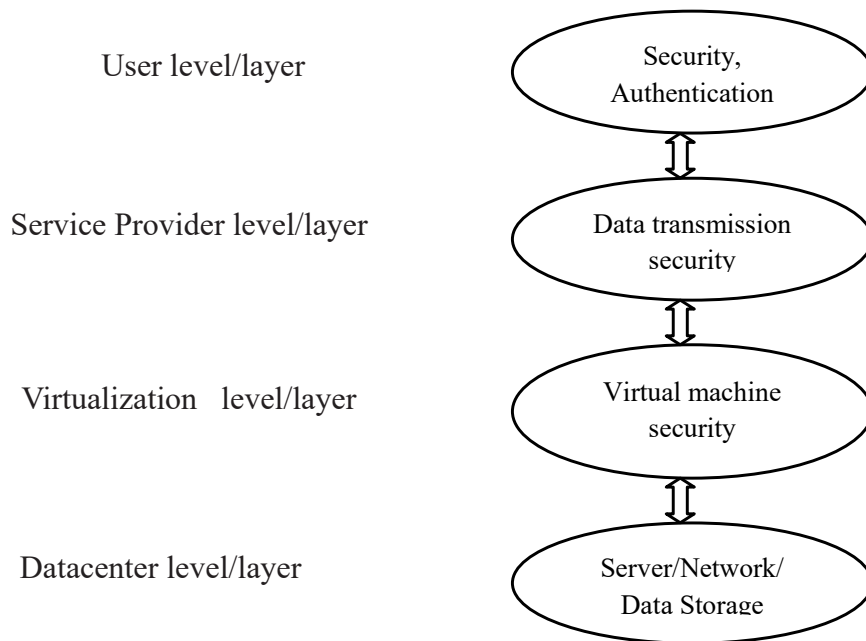 User level/layer
Security,
Authentication
Service Provider level/layer
Data transmission
security
Virtualization level/layer
Virtual machine
security
Datacenter level/layer
Server/Network/
Data Storage